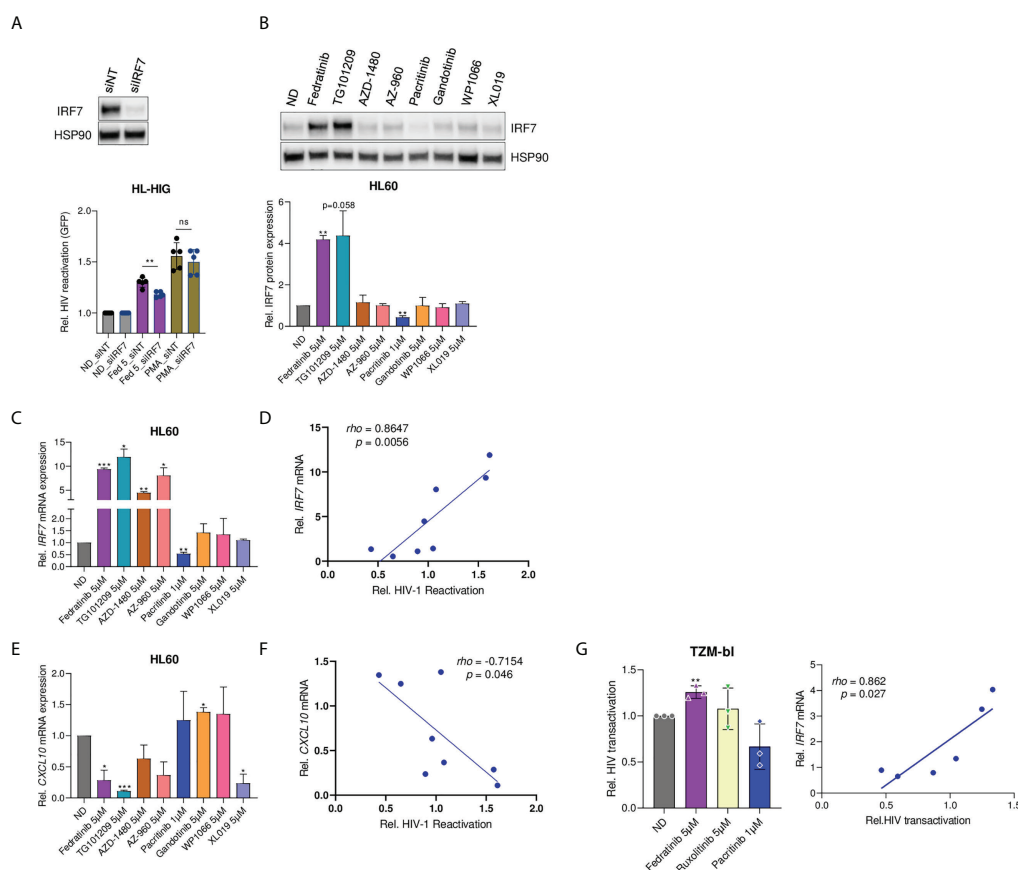 A
siNT
siIRF7
IRF7
HSP90
HL-HIG
Rel. HIV reactivation (GFP)
2.0
1.5
1.0
**
ns
ND_siNT
ND_siIRF7
Fed 5_siNT
Fed 5_siIRF7
PMA_siNT
PMA_siIRF7
B
ND
Fedratinib
TG101209
AZD-1480
AZ-960
Pacritinib
Gandotinib
WP1066
XL019
IRF7
HSP90
HL60
Rel. IRF7 protein expression
6
4
2
0
**
p=0.058
**
ND
Fedratinib 5µM
TG101209 5µM
AZD-1480 5µM
AZ-960 5µM
Pacritinib 1µM
Gandotinib 5µM
WP1066 5µM
XL019 5µM
C
HL60
Rel. IRF7 mRNA expression
15
10
5
2.0
1.5
1.0
0.5
0.0
***
*
**
*
**
ND
Fedratinib 5µM
TG101209 5µM
AZD-1480 5µM
AZ-960 5µM
Pacritinib 1µM
Gandotinib 5µM
WP1066 5µM
XL019 5µM
D
rho = 0.8647
p = 0.0056
Rel. IRF7 mRNA
15
10
5
0
0.0 0.5 1.0 1.5 2.0
Rel. HIV-1 Reactivation
E
HL60
Rel. CXCL10 mRNA expression
2.0
1.5
1.0
0.5
0.0
*
***
*
*
ND
Fedratinib 5µM
TG101209 5µM
AZD-1480 5µM
AZ-960 5µM
Pacritinib 1µM
Gandotinib 5µM
WP1066 5µM
XL019 5µM
F
rho = -0.7154
p = 0.046
Rel. CXCL10 mRNA
1.5
1.0
0.5
0.0
0.0 0.5 1.0 1.5 2.0
Rel. HIV-1 Reactivation
G
TZM-bl
Rel. HIV transactivation
1.5
1.0
0.5
0.0
**
ND
Fedratinib 5µM
Ruxolitinib 5µM
Pacritinib 1µM
rho = 0.862
p = 0.027
Rel. IRF7 mRNA
5
4
3
2
1
0
0.0 0.5 1.0 1.5
Rel.HIV transactivation